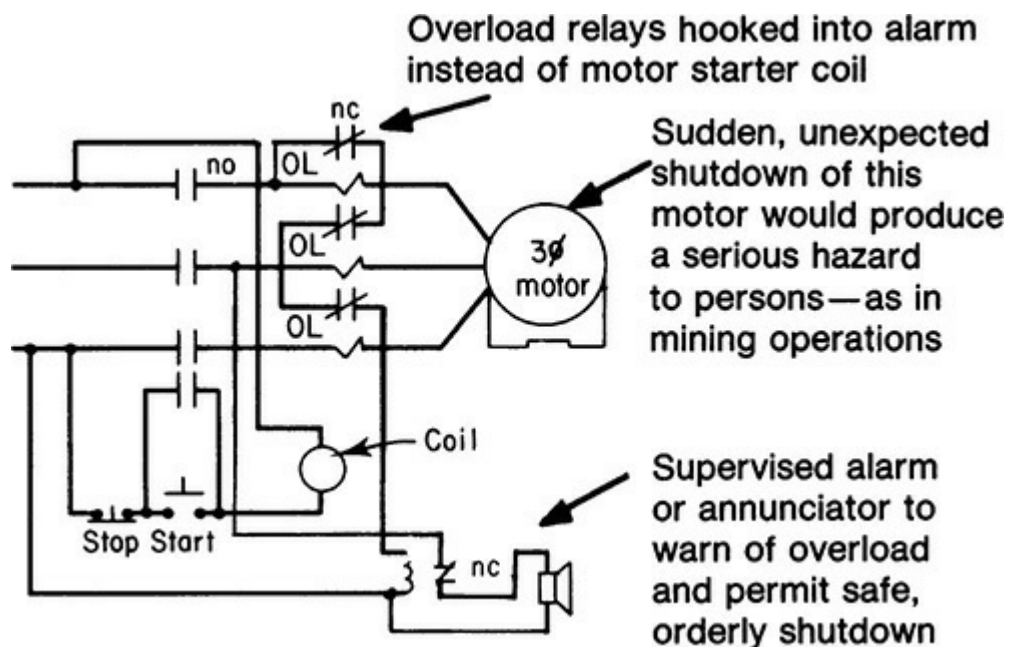 Overload relays hooked into alarm
instead of motor starter coil
nc
no
OL
OL
OL
3ø
motor
Sudden, unexpected
shutdown of this
motor would produce
a serious hazard
to persons—as in
mining operations
Coil
Stop Start
nc
Supervised alarm
or annunciator to
warn of overload
and permit safe,
orderly shutdown